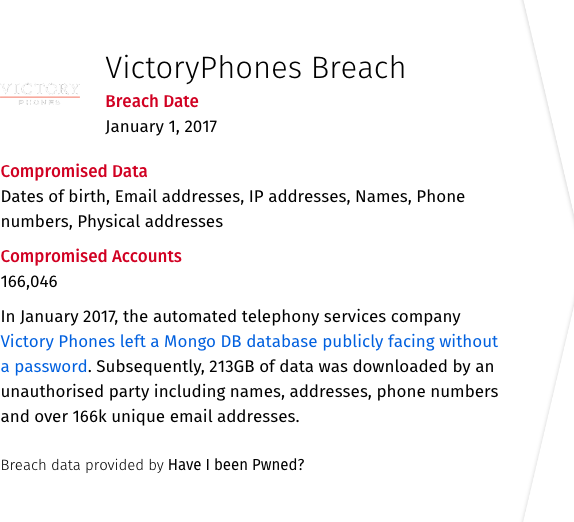 VictoryPhones Breach
VICTORY
PHONES
Breach Date
January 1, 2017
Compromised Data
Dates of birth, Email addresses, IP addresses, Names, Phone
numbers, Physical addresses
Compromised Accounts
166,046
In January 2017, the automated telephony services company
Victory Phones left a Mongo DB database publicly facing without
a password. Subsequently, 213GB of data was downloaded by an
unauthorised party including names, addresses, phone numbers
and over 166k unique email addresses.
Breach data provided by Have I been Pwned?